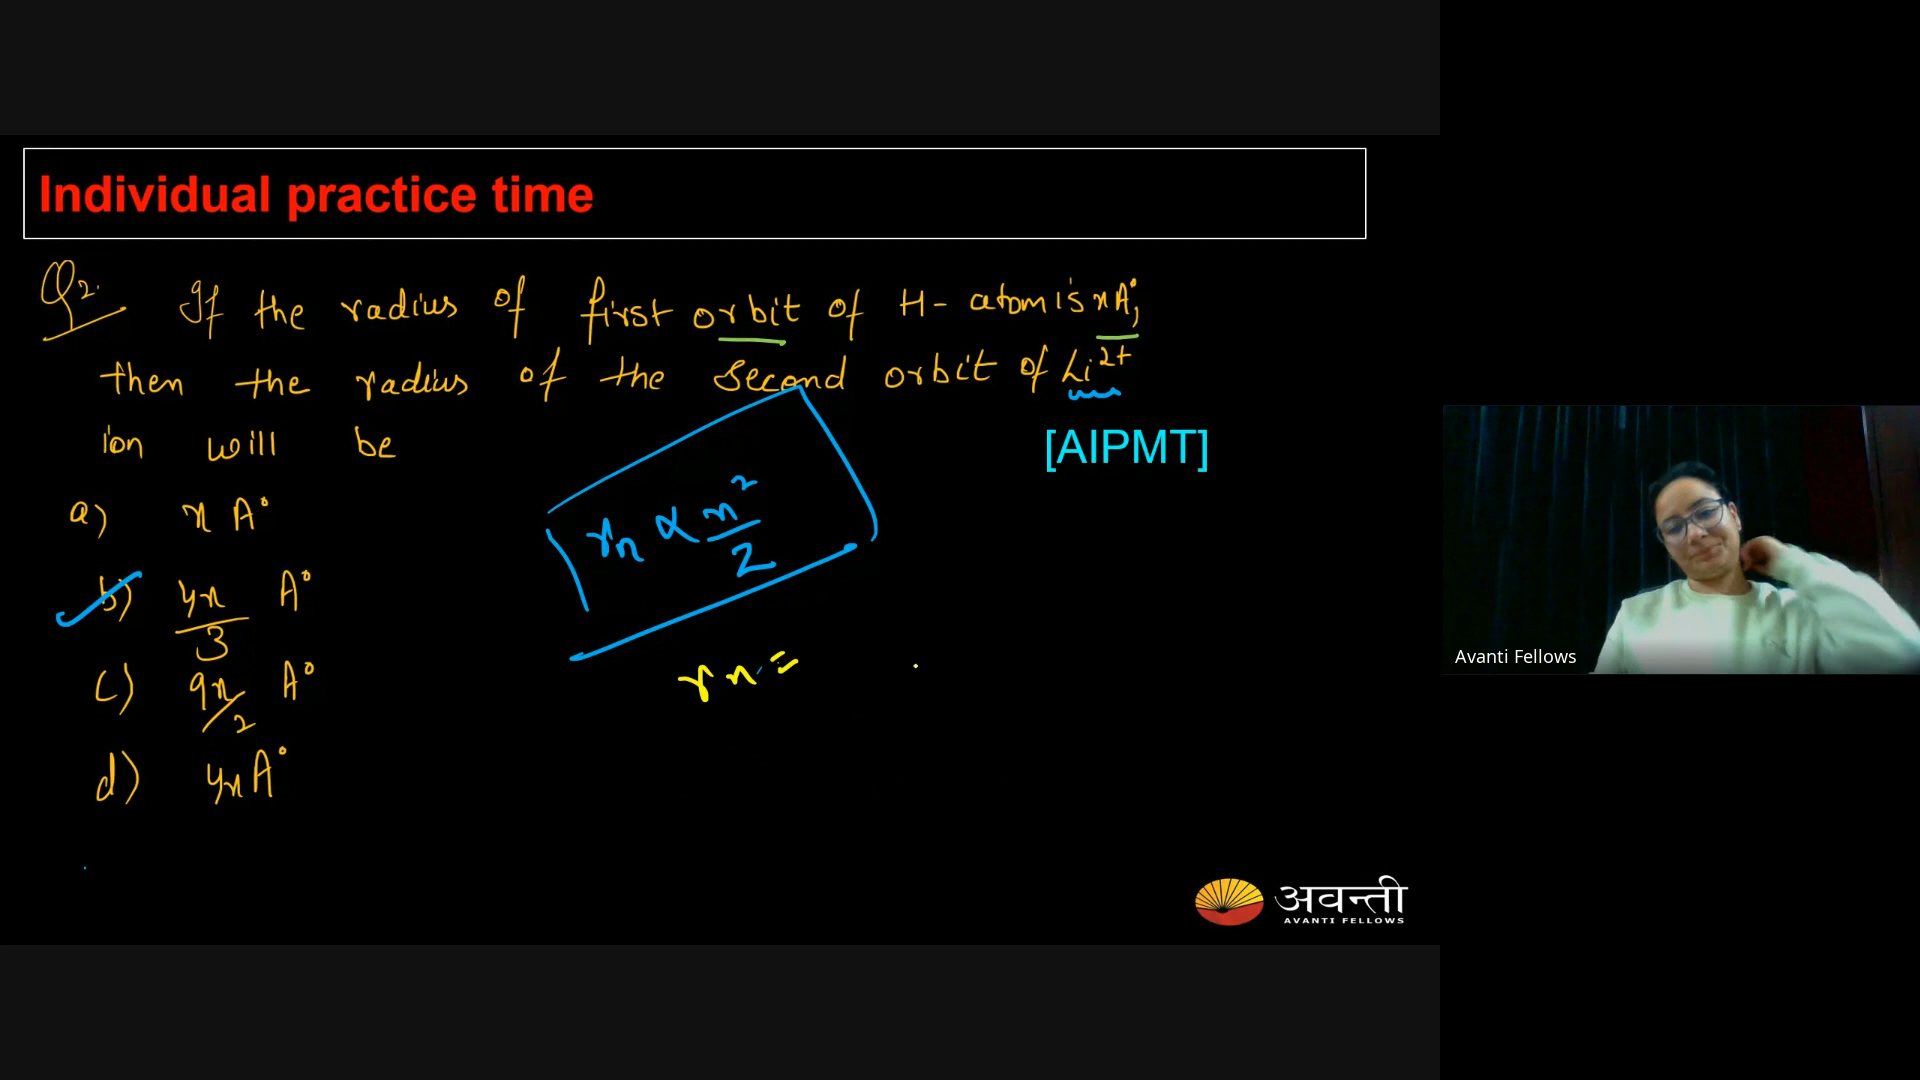 Individual practice time
Q2. If the radius of first orbit of H- atom is x A°,
then the radius of the second orbit of Li²⁺
ion will be
[AIPMT]
a) x A°
b) 4x/3 A°
c) 9x/2 A°
d) 4x A°
rn ∝ n²/Z
rn =
Avanti Fellows
अवन्ती
AVANTI FELLOWS